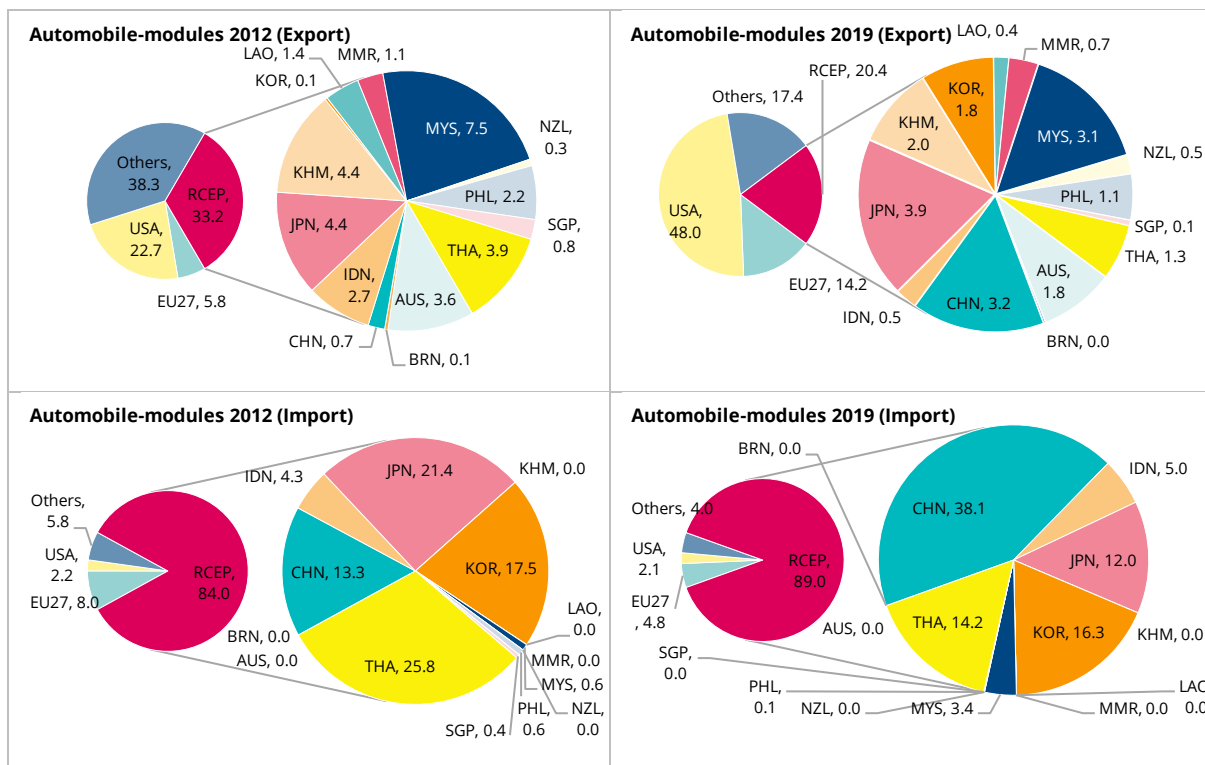 Automobile-modules 2012 (Export)
LAO, 1.4
MMR, 1.1
KOR, 0.1
MYS, 7.5
NZL,
0.3
Others,
38.3
RCEP,
33.2
KHM, 4.4
PHL, 2.2
USA,
22.7
JPN, 4.4
SGP,
0.8
THA, 3.9
IDN,
2.7
AUS, 3.6
EU27, 5.8
CHN, 0.7
BRN, 0.1
Automobile-modules 2019 (Export)
LAO, 0.4
MMR, 0.7
RCEP, 20.4
Others, 17.4
KOR,
1.8
KHM,
2.0
MYS, 3.1
NZL, 0.5
USA,
48.0
JPN, 3.9
PHL, 1.1
SGP, 0.1
THA, 1.3
EU27, 14.2
AUS,
1.8
IDN, 0.5
CHN, 3.2
BRN, 0.0
Automobile-modules 2012 (Import)
IDN, 4.3
JPN, 21.4
KHM, 0.0
Others,
5.8
USA,
2.2
EU27, 8.0
RCEP,
84.0
CHN, 13.3
KOR, 17.5
LAO,
0.0
BRN, 0.0
AUS, 0.0
THA, 25.8
MMR, 0.0
MYS, 0.6
PHL,
0.6
NZL,
0.0
SGP, 0.4
Automobile-modules 2019 (Import)
BRN, 0.0
IDN, 5.0
Others, 4.0
CHN, 38.1
USA,
2.1
RCEP,
89.0
JPN, 12.0
EU27
, 4.8
AUS, 0.0
THA, 14.2
KOR, 16.3
KHM, 0.0
SGP,
0.0
PHL,
0.1
NZL, 0.0
MYS, 3.4
MMR, 0.0
LAO
0.0